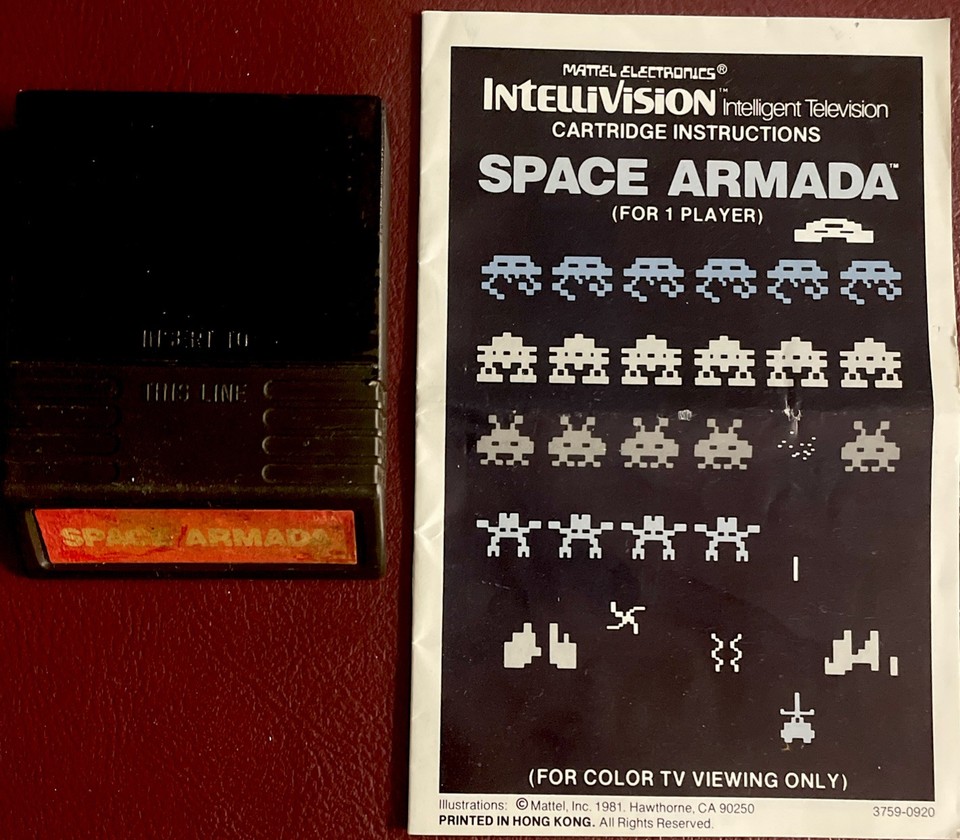 INSERT TO
THIS LINE
SPACE ARMADA
MATTEL ELECTRONICS®
INTELLIVISION™ Intelligent Television
CARTRIDGE INSTRUCTIONS
SPACE ARMADA™
(FOR 1 PLAYER)
(FOR COLOR TV VIEWING ONLY)
Illustrations: © Mattel, Inc. 1981. Hawthorne, CA 90250
PRINTED IN HONG KONG. All Rights Reserved.
3759-0920